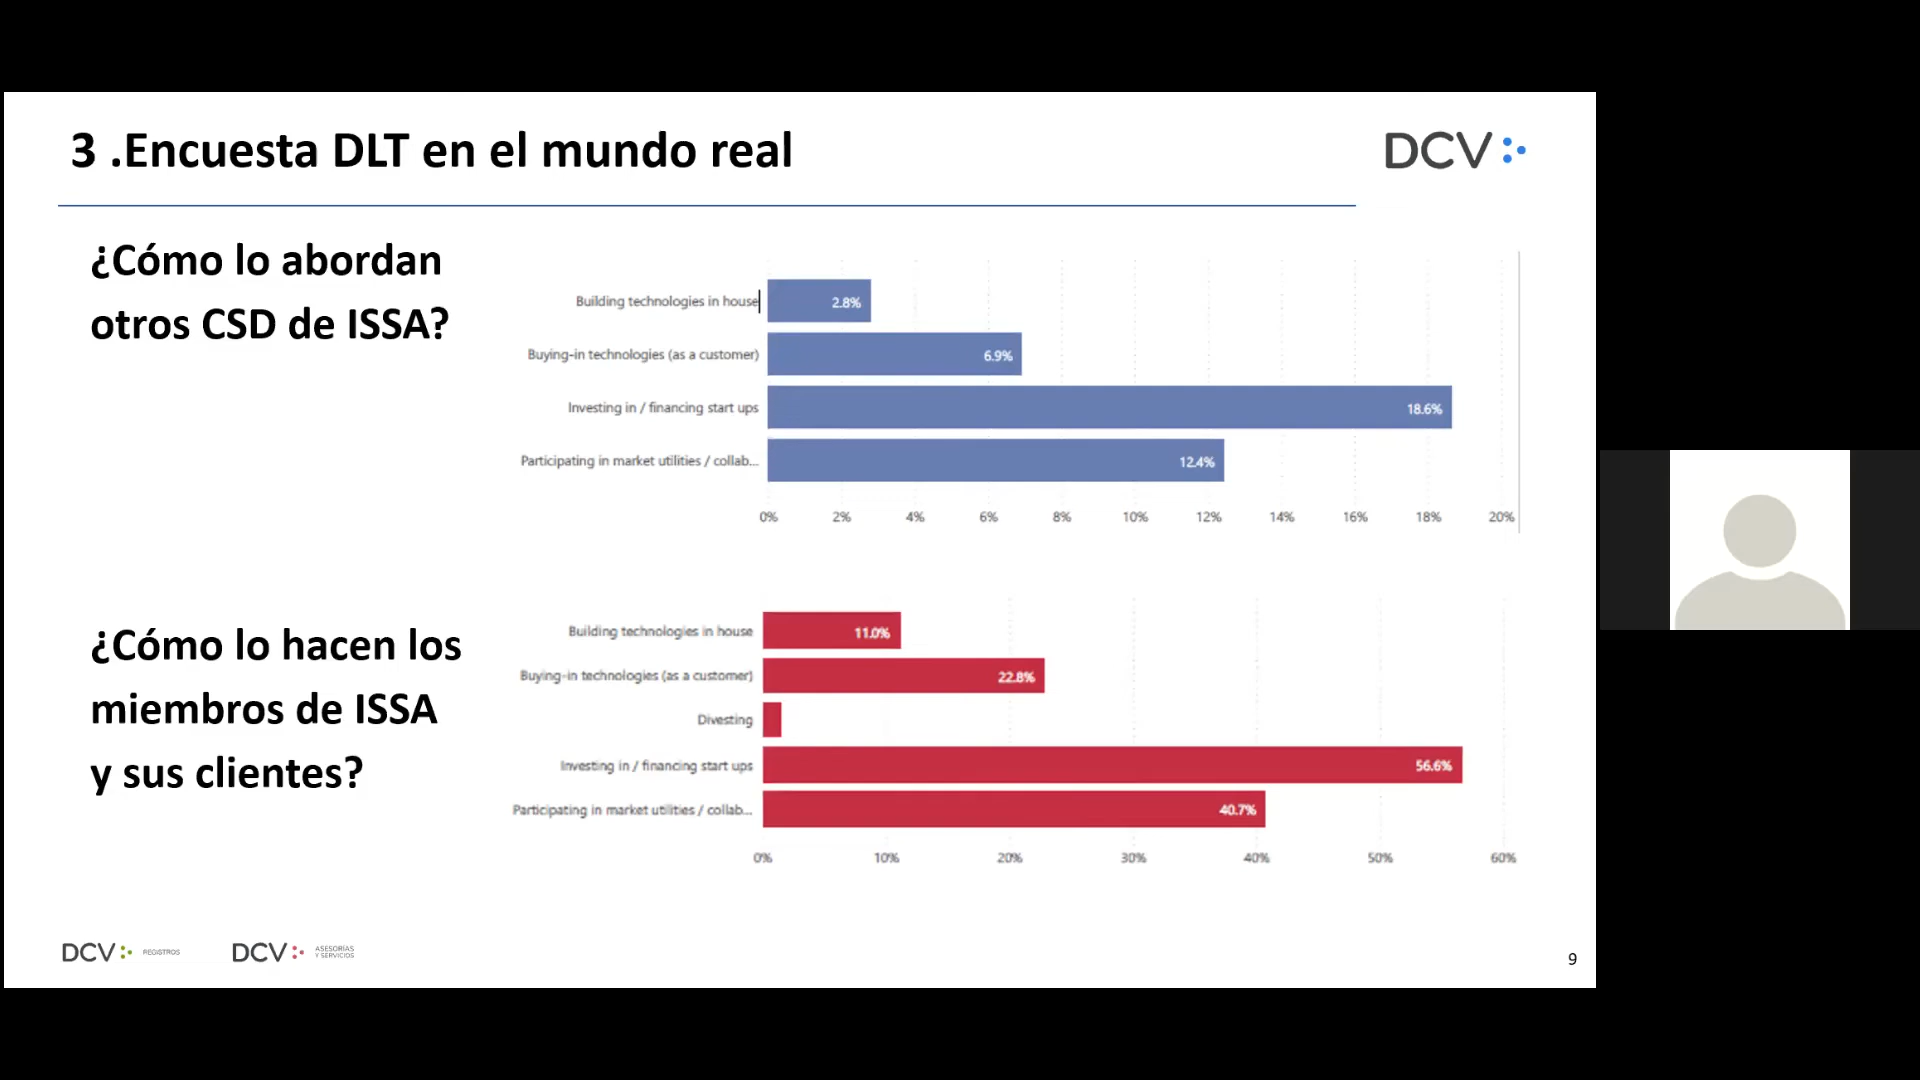 3 .Encuesta DLT en el mundo real
DCV
¿Cómo lo abordan
otros CSD de ISSA?
Building technologies in house
2.8%
Buying-in technologies (as a customer)
6.9%
Investing in / financing start ups
18.6%
Participating in market utilities / collab...
12.4%
0% 2% 4% 6% 8% 10% 12% 14% 16% 18% 20%
¿Cómo lo hacen los
miembros de ISSA
y sus clientes?
Building technologies in house
11.0%
Buying-in technologies (as a customer)
22.8%
Divesting
Investing in / financing start ups
56.6%
Participating in market utilities / collab...
40.7%
0% 10% 20% 30% 40% 50% 60%
DCV REGISTROS
DCV ASESORÍAS
Y SERVICIOS
9